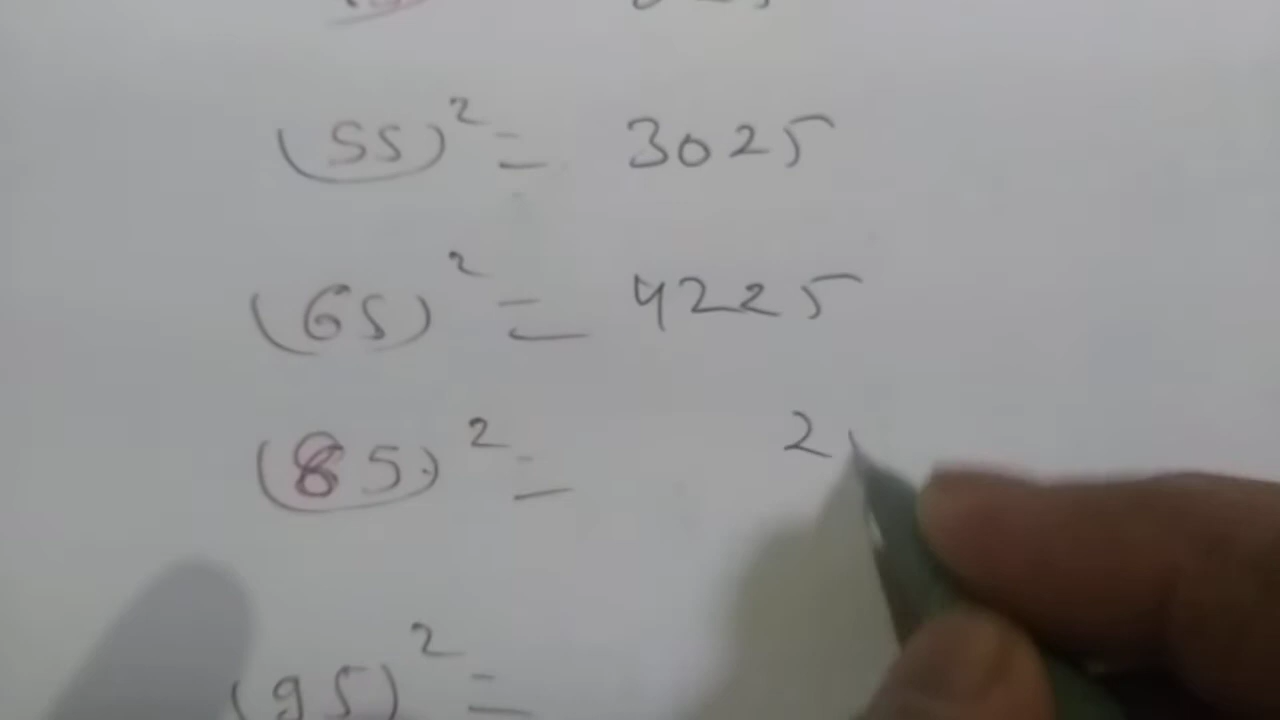 (55)² = 3025
(65)² = 4225
(85)² = 2
(95)² =